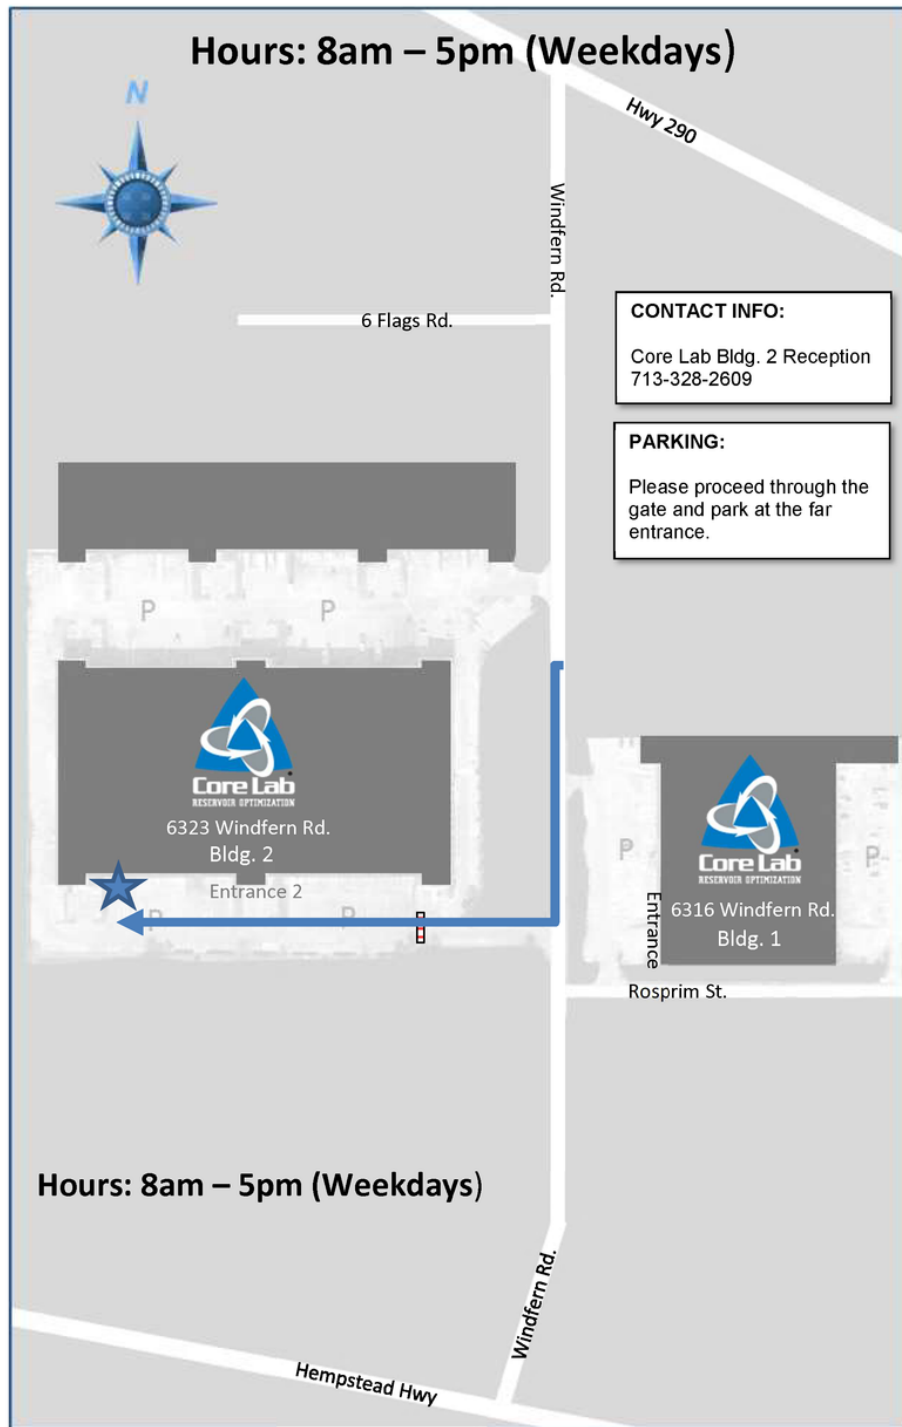 Hours: 8am – 5pm (Weekdays)
N
Hwy 290
Windfern Rd.
6 Flags Rd.
CONTACT INFO:
Core Lab Bldg. 2 Reception
713-328-2609
PARKING:
Please proceed through the
gate and park at the far
entrance.
P
P
Core Lab
RESERVOIR OPTIMIZATION
6323 Windfern Rd.
Bldg. 2
Entrance 2
P
P
P
Entrance
Core Lab
RESERVOIR OPTIMIZATION
6316 Windfern Rd.
Bldg. 1
P
Rosprim St.
Hours: 8am – 5pm (Weekdays)
Windfern Rd.
Hempstead Hwy